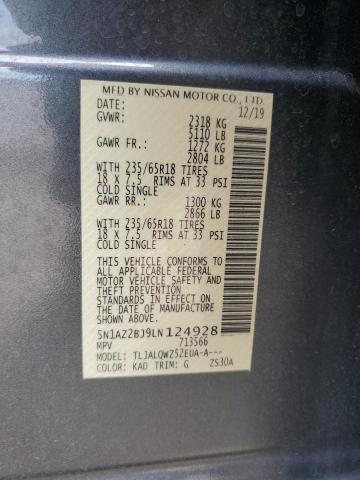 MFD BY NISSAN MOTOR CO., LTD.
DATE: 12/19
GVWR: 2318 KG
5110 LB
GAWR FR.: 1272 KG
2804 LB
WITH 235/65R18 TIRES
18 X 7.5 RIMS AT 33 PSI
COLD SINGLE
GAWR RR.: 1300 KG
2866 LB
WITH 235/65R18 TIRES
18 X 7.5 RIMS AT 33 PSI
COLD SINGLE
THIS VEHICLE CONFORMS TO
ALL APPLICABLE FEDERAL
MOTOR VEHICLE SAFETY AND
THEFT PREVENTION
STANDARDS IN EFFECT ON
THE DATE OF MANUFACTURE
SHOWN ABOVE.
5N1AZ2BJ9LN124928
MPV 713566
MODEL: TLJALQWZ52EUA-A---
COLOR: KAD TRIM: G ZS30A